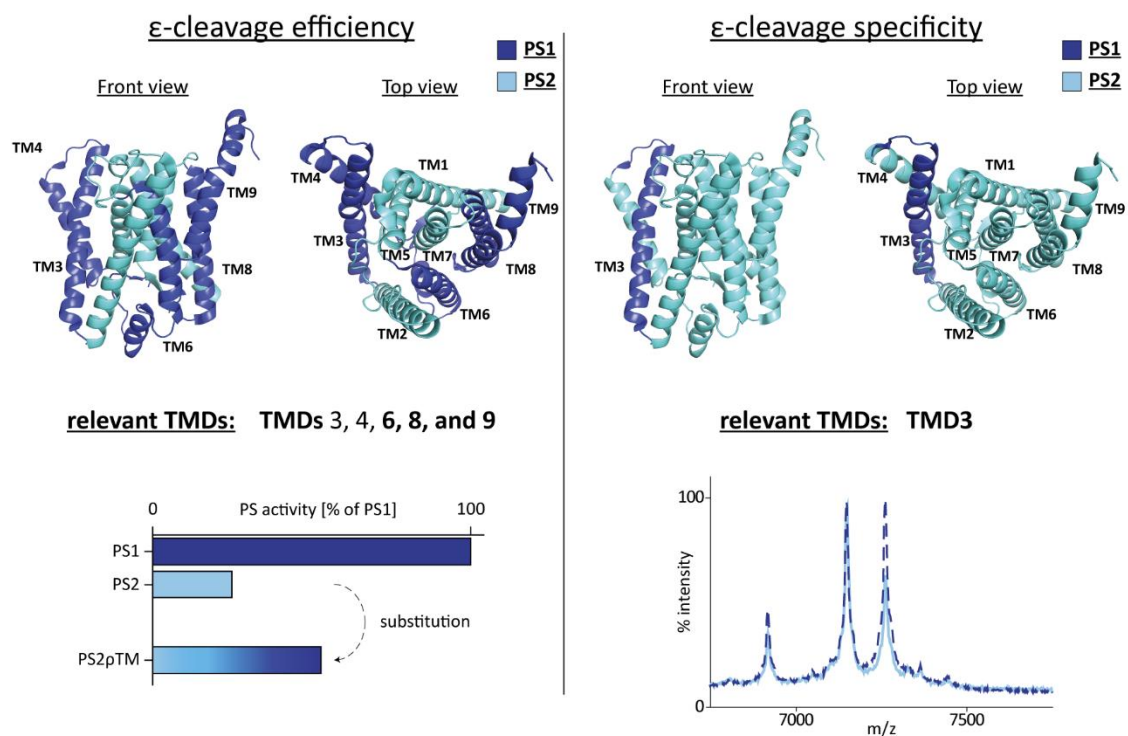 ε-cleavage efficiency
PS1
PS2
Front view
Top view
TM4
TM9
TM3
TM8
TM6
TM4
TM1
TM9
TM3
TM5
TM7
TM8
TM6
TM2
relevant TMDs: TMDs 3, 4, 6, 8, and 9
0 PS activity [% of PS1] 100
PS1
PS2
substitution
PS2ρTM
ε-cleavage specificity
PS1
PS2
Front view
Top view
TM3
TM4
TM1
TM9
TM3
TM5
TM7
TM8
TM6
TM2
relevant TMDs: TMD3
100
% intensity
0
7000
7500
m/z